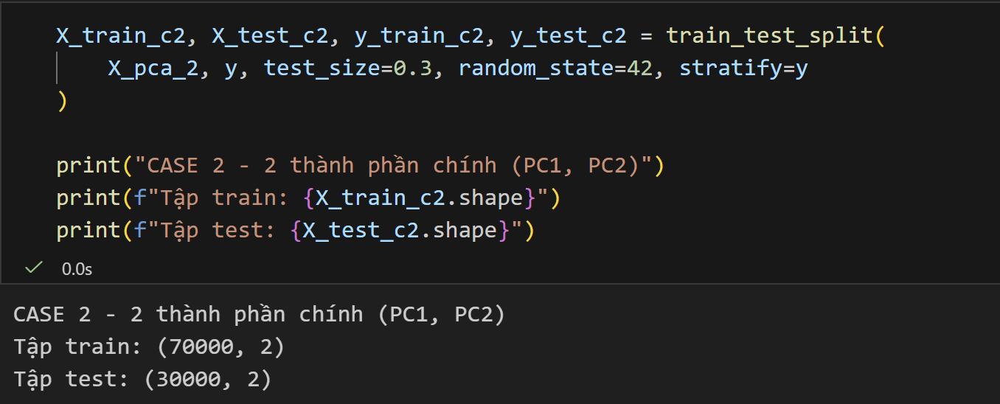 X_train_c2, X_test_c2, y_train_c2, y_test_c2 = train_test_split(
    X_pca_2, y, test_size=0.3, random_state=42, stratify=y
)
print("CASE 2 - 2 thành phần chính (PC1, PC2)")
print(f"Tập train: {X_train_c2.shape}")
print(f"Tập test: {X_test_c2.shape}")
0.0s
CASE 2 - 2 thành phần chính (PC1, PC2)
Tập train: (70000, 2)
Tập test: (30000, 2)